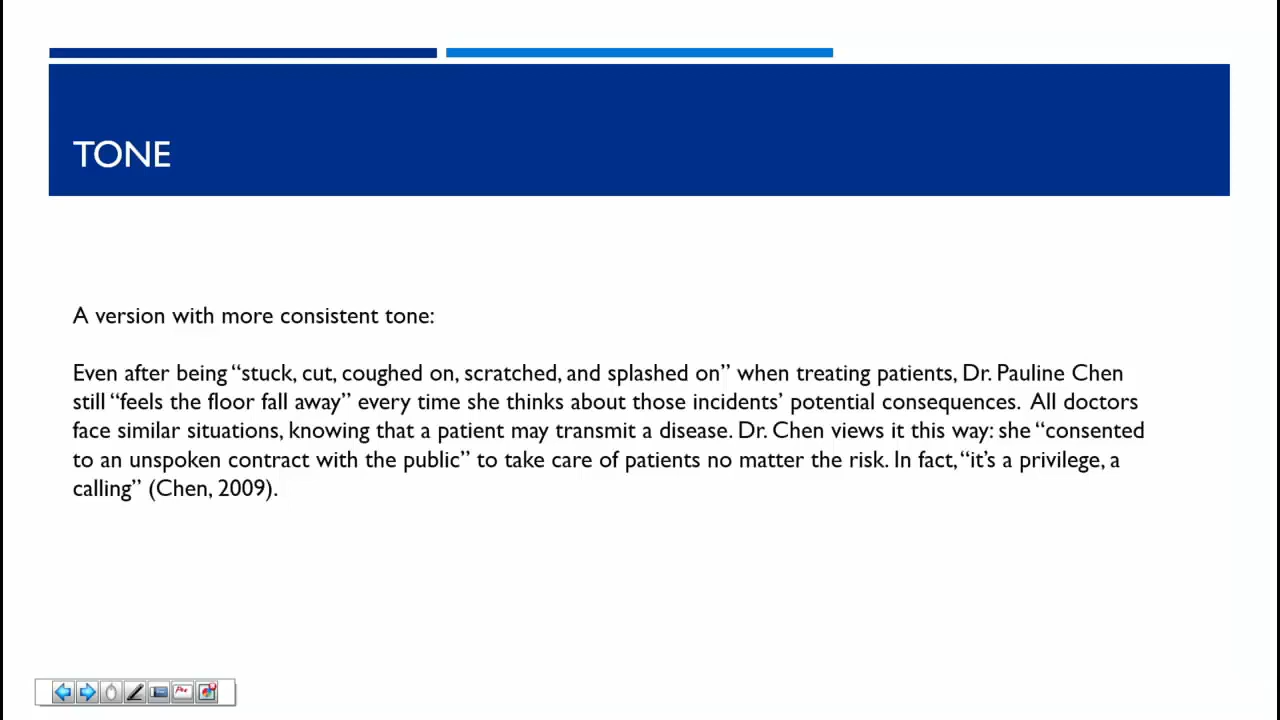 TONE
A version with more consistent tone:
Even after being “stuck, cut, coughed on, scratched, and splashed on” when treating patients, Dr. Pauline Chen
still “feels the floor fall away” every time she thinks about those incidents’ potential consequences.  All doctors
face similar situations, knowing that a patient may transmit a disease. Dr. Chen views it this way: she “consented
to an unspoken contract with the public” to take care of patients no matter the risk. In fact, “it’s a privilege, a
calling” (Chen, 2009).